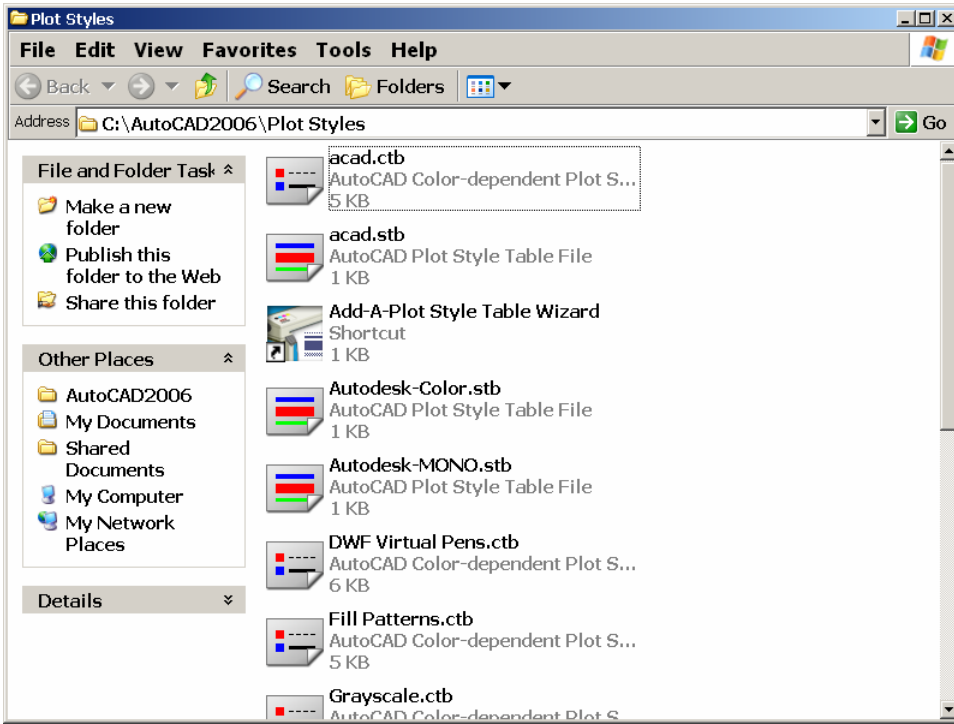 Plot Styles
File Edit View Favorites Tools Help
Back Search Folders
Address C:\AutoCAD2006\Plot Styles Go
File and Folder Task
Make a new
folder
Publish this
folder to the Web
Share this folder
Other Places
AutoCAD2006
My Documents
Shared
Documents
My Computer
My Network
Places
Details
acad.ctb
AutoCAD Color-dependent Plot S...
5 KB
acad.stb
AutoCAD Plot Style Table File
1 KB
Add-A-Plot Style Table Wizard
Shortcut
1 KB
Autodesk-Color.stb
AutoCAD Plot Style Table File
1 KB
Autodesk-MONO.stb
AutoCAD Plot Style Table File
1 KB
DWF Virtual Pens.ctb
AutoCAD Color-dependent Plot S...
6 KB
Fill Patterns.ctb
AutoCAD Color-dependent Plot S...
5 KB
Grayscale.ctb
AutoCAD Color-dependent Plot S